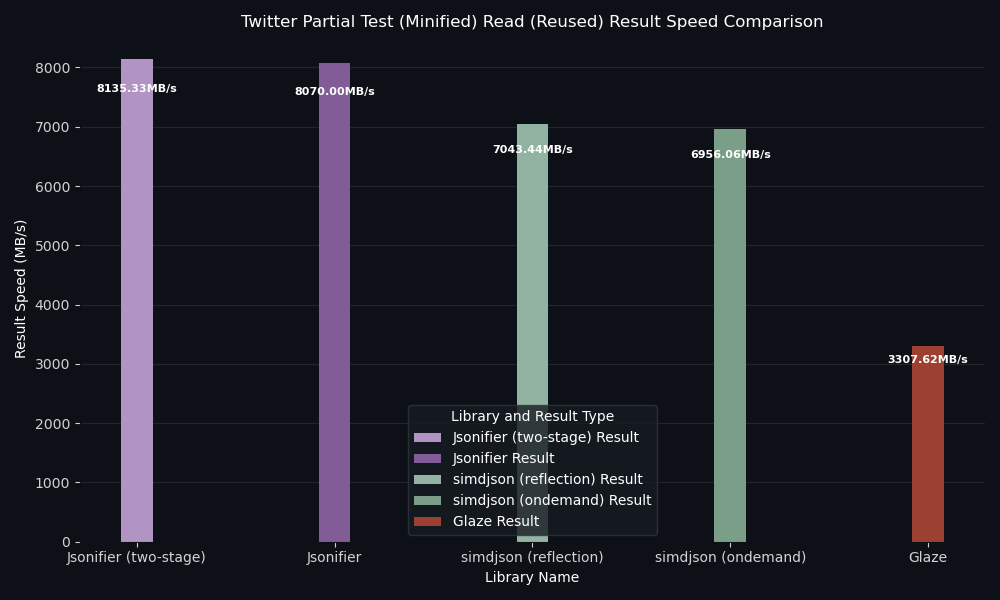 Twitter Partial Test (Minified) Read (Reused) Result Speed Comparison
Result Speed (MB/s)
8000
7000
6000
5000
4000
3000
2000
1000
0
8135.33MB/s
8070.00MB/s
7043.44MB/s
6956.06MB/s
3307.62MB/s
Library and Result Type
Jsonifier (two-stage) Result
Jsonifier Result
simdjson (reflection) Result
simdjson (ondemand) Result
Glaze Result
Jsonifier (two-stage)
Jsonifier
simdjson (reflection)
simdjson (ondemand)
Glaze
Library Name